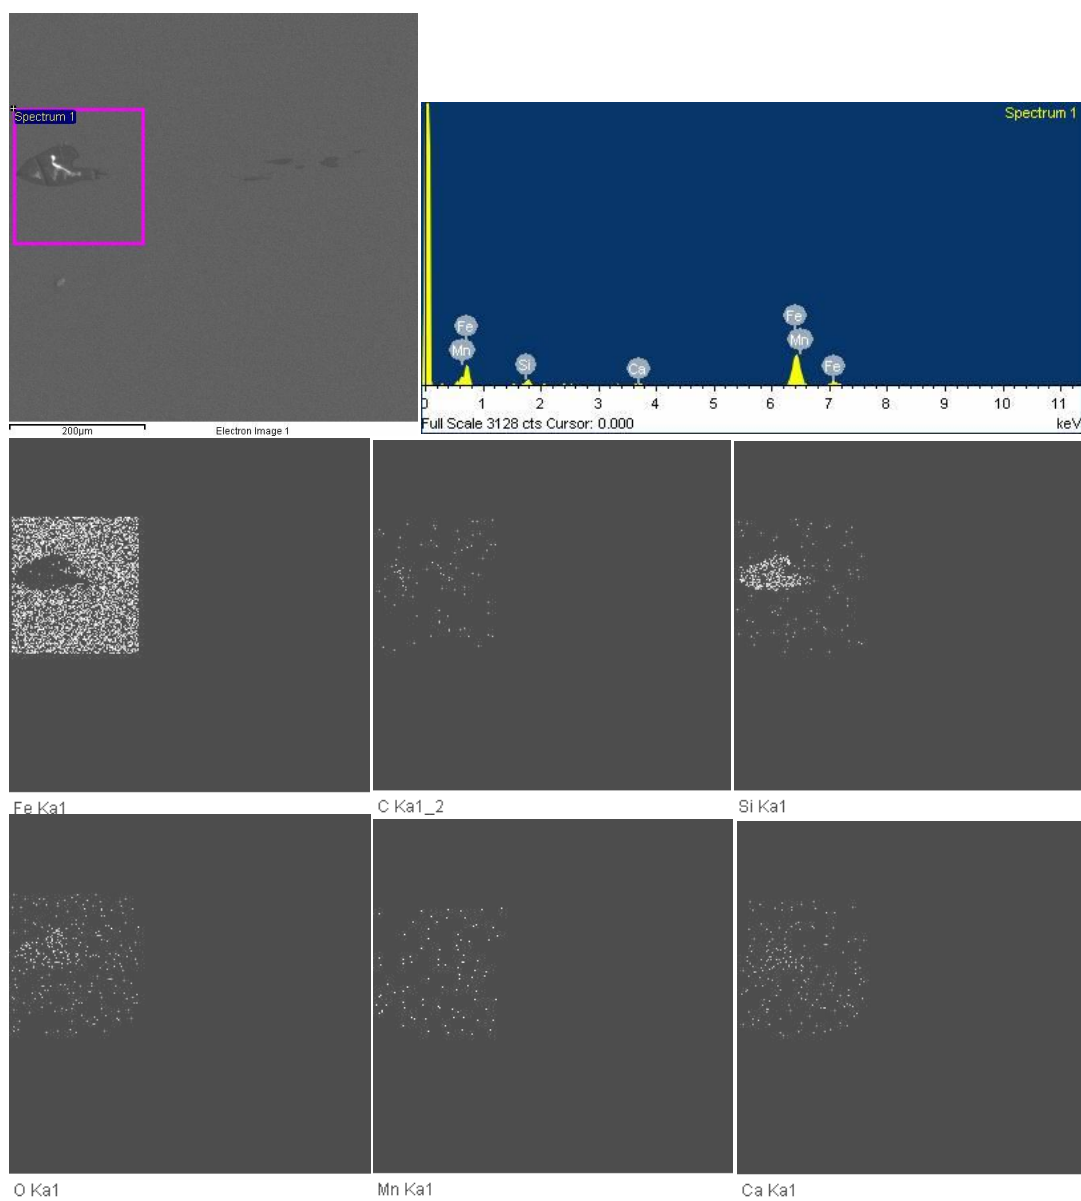 Spectrum 1
200µm
Electron Image 1
Spectrum 1
Fe
Mn
Si
Ca
Fe
Mn
Fe
0 1 2 3 4 5 6 7 8 9 10 11
Full Scale 3128 cts Cursor: 0.000 keV
Fe Ka1
C Ka1_2
Si Ka1
O Ka1
Mn Ka1
Ca Ka1